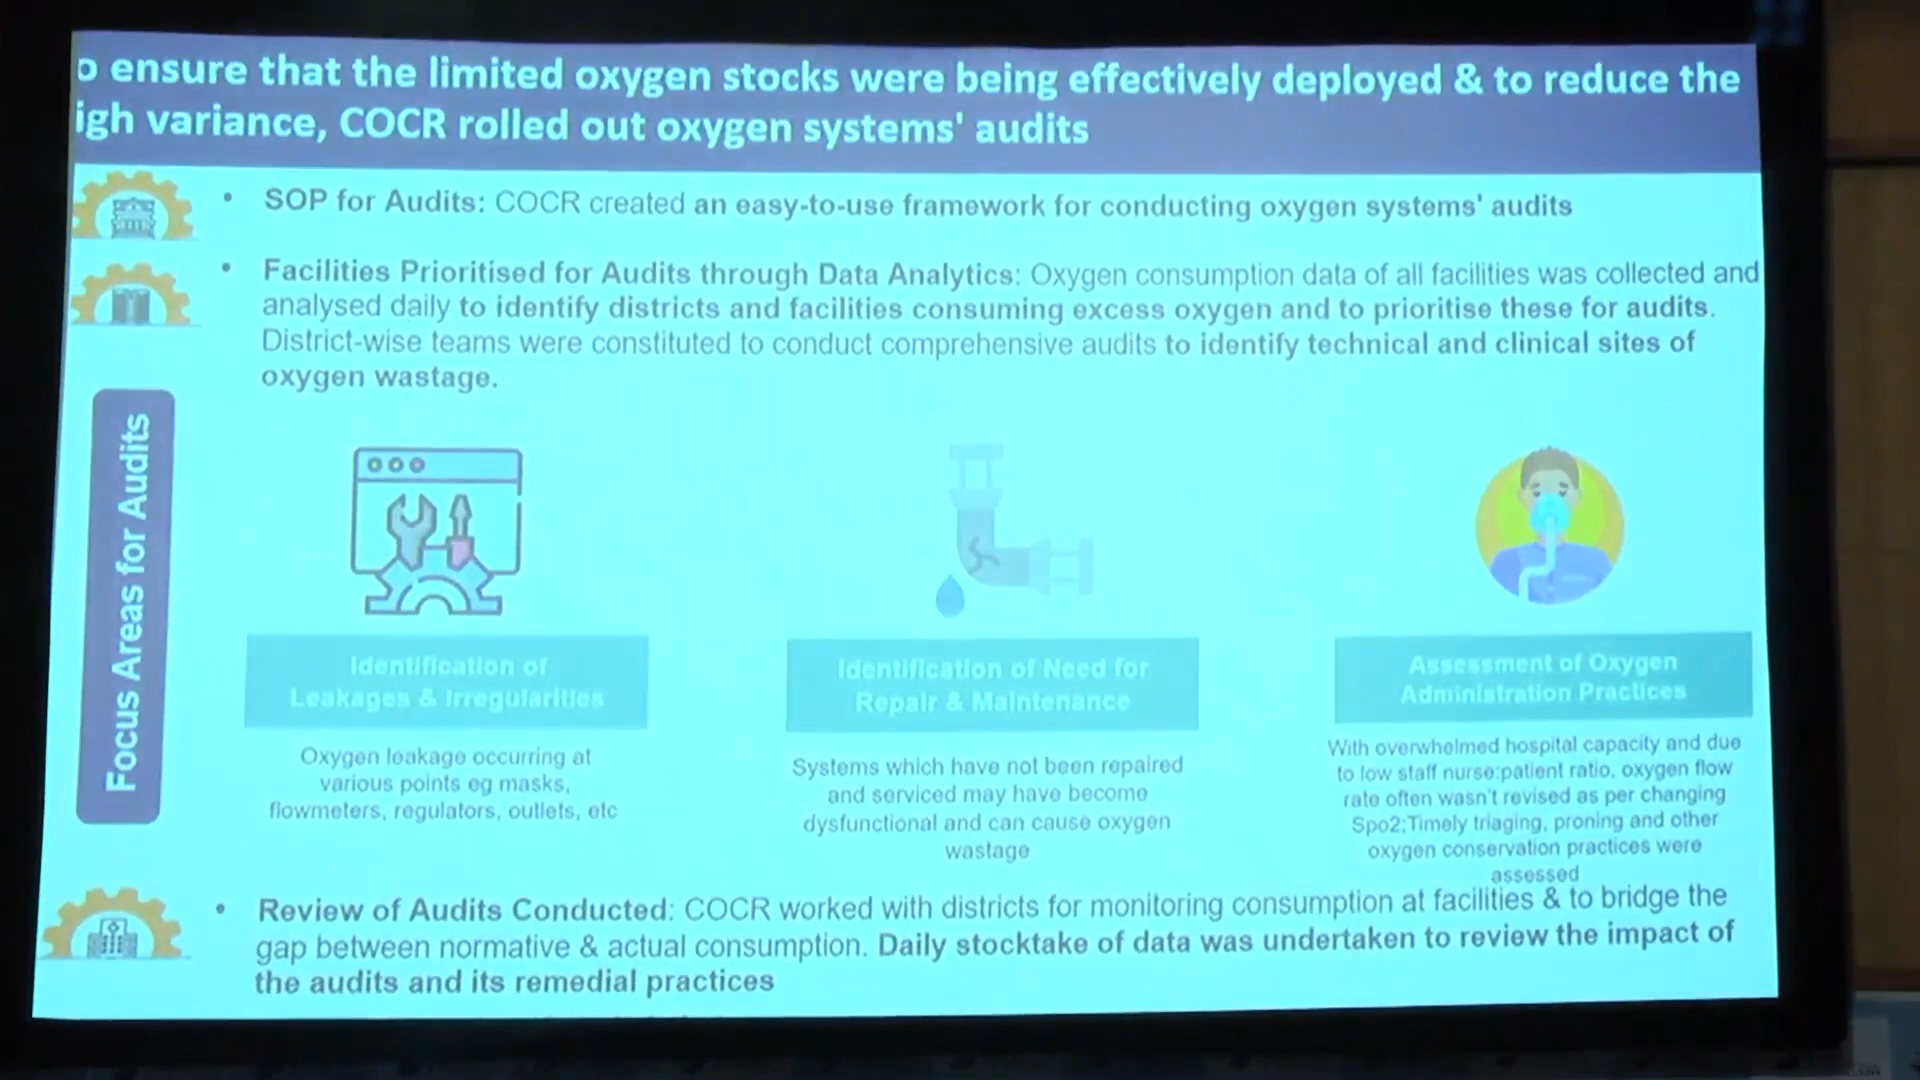 o ensure that the limited oxygen stocks were being effectively deployed & to reduce the
igh variance, COCR rolled out oxygen systems' audits
• SOP for Audits: COCR created an easy-to-use framework for conducting oxygen systems' audits
• Facilities Prioritised for Audits through Data Analytics: Oxygen consumption data of all facilities was collected and
analysed daily to identify districts and facilities consuming excess oxygen and to prioritise these for audits.
District-wise teams were constituted to conduct comprehensive audits to identify technical and clinical sites of
oxygen wastage.
Focus Areas for Audits
Identification of
Leakages & Irregularities
Oxygen leakage occurring at
various points eg masks,
flowmeters, regulators, outlets, etc
Identification of Need for
Repair & Maintenance
Systems which have not been repaired
and serviced may have become
dysfunctional and can cause oxygen
wastage
Assessment of Oxygen
Administration Practices
With overwhelmed hospital capacity and due
to low staff nurse:patient ratio, oxygen flow
rate often wasn't revised as per changing
Spo2;Timely triaging, proning and other
oxygen conservation practices were
assessed
• Review of Audits Conducted: COCR worked with districts for monitoring consumption at facilities & to bridge the
gap between normative & actual consumption. Daily stocktake of data was undertaken to review the impact of
the audits and its remedial practices